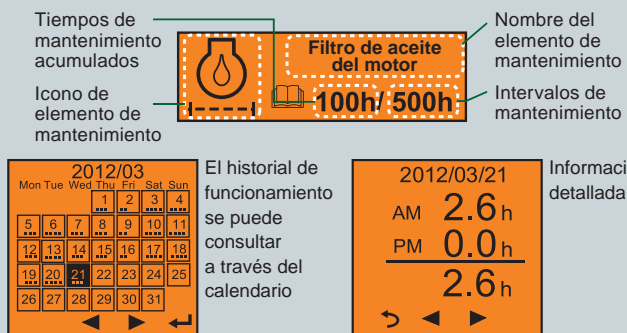 Tiempos de
mantenimiento
acumulados
Icono de
elemento de
mantenimiento
Filtro de aceite
del motor
100h/ 500h
Nombre del
elemento de
mantenimiento
Intervalos de
mantenimiento
2012/03
Mon Tue Wed Thu Fri Sat Sun
1 2 3 4
5 6 7 8 9 10 11
12 13 14 15 16 17 18
19 20 21 22 23 24 25
26 27 28 29 30 31
El historial de
funcionamiento
se puede
consultar
a través del
calendario
2012/03/21
AM 2.6 h
PM 0.0 h
2.6 h
detallada